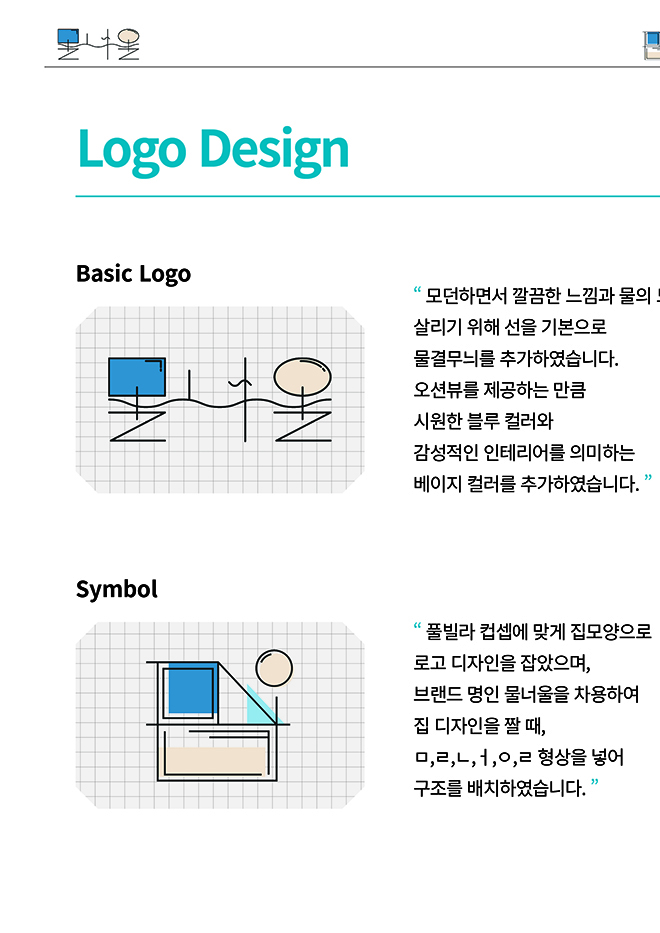 물너울
Logo Design
Basic Logo
“ 모던하면서 깔끔한 느낌과 물의
살리기 위해 선을 기본으로
물결무늬를 추가하였습니다.
오션뷰를 제공하는 만큼
시원한 블루 컬러와
감성적인 인테리어를 의미하는
베이지 컬러를 추가하였습니다. ”
물너울
Symbol
“ 풀빌라 컵셉에 맞게 집모양으로
로고 디자인을 잡았으며,
브랜드 명인 물너울을 차용하여
집 디자인을 짤 때,
ㅁ,ㄹ,ㄴ,ㅓ,ㅇ,ㄹ 형상을 넣어
구조를 배치하였습니다. ”